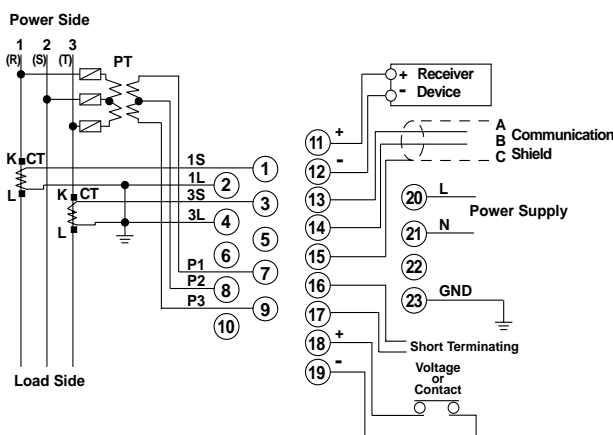 Power Side
1 2 3
(R) (S) (T)
PT
K CT
L
K CT
L
1S
1L
3S
3L
P1
P2
P3
1
2
3
4
5
6
7
8
9
10
Load Side
+ Receiver
- Device
11 +
12 -
13
14
15
16
17
18 +
19 -
A
B Communication
C Shield
20 L
Power Supply
21 N
22
23 GND
Short Terminating
Voltage
or
Contact